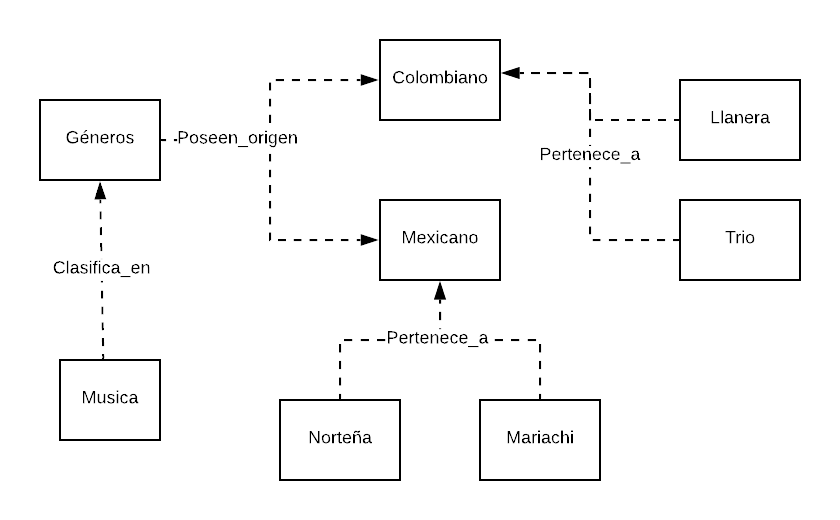 Colombiano
Géneros
Poseen_origen
Llanera
Pertenece_a
Mexicano
Trio
Clasifica_en
Pertenece_a
Musica
Norteña
Mariachi